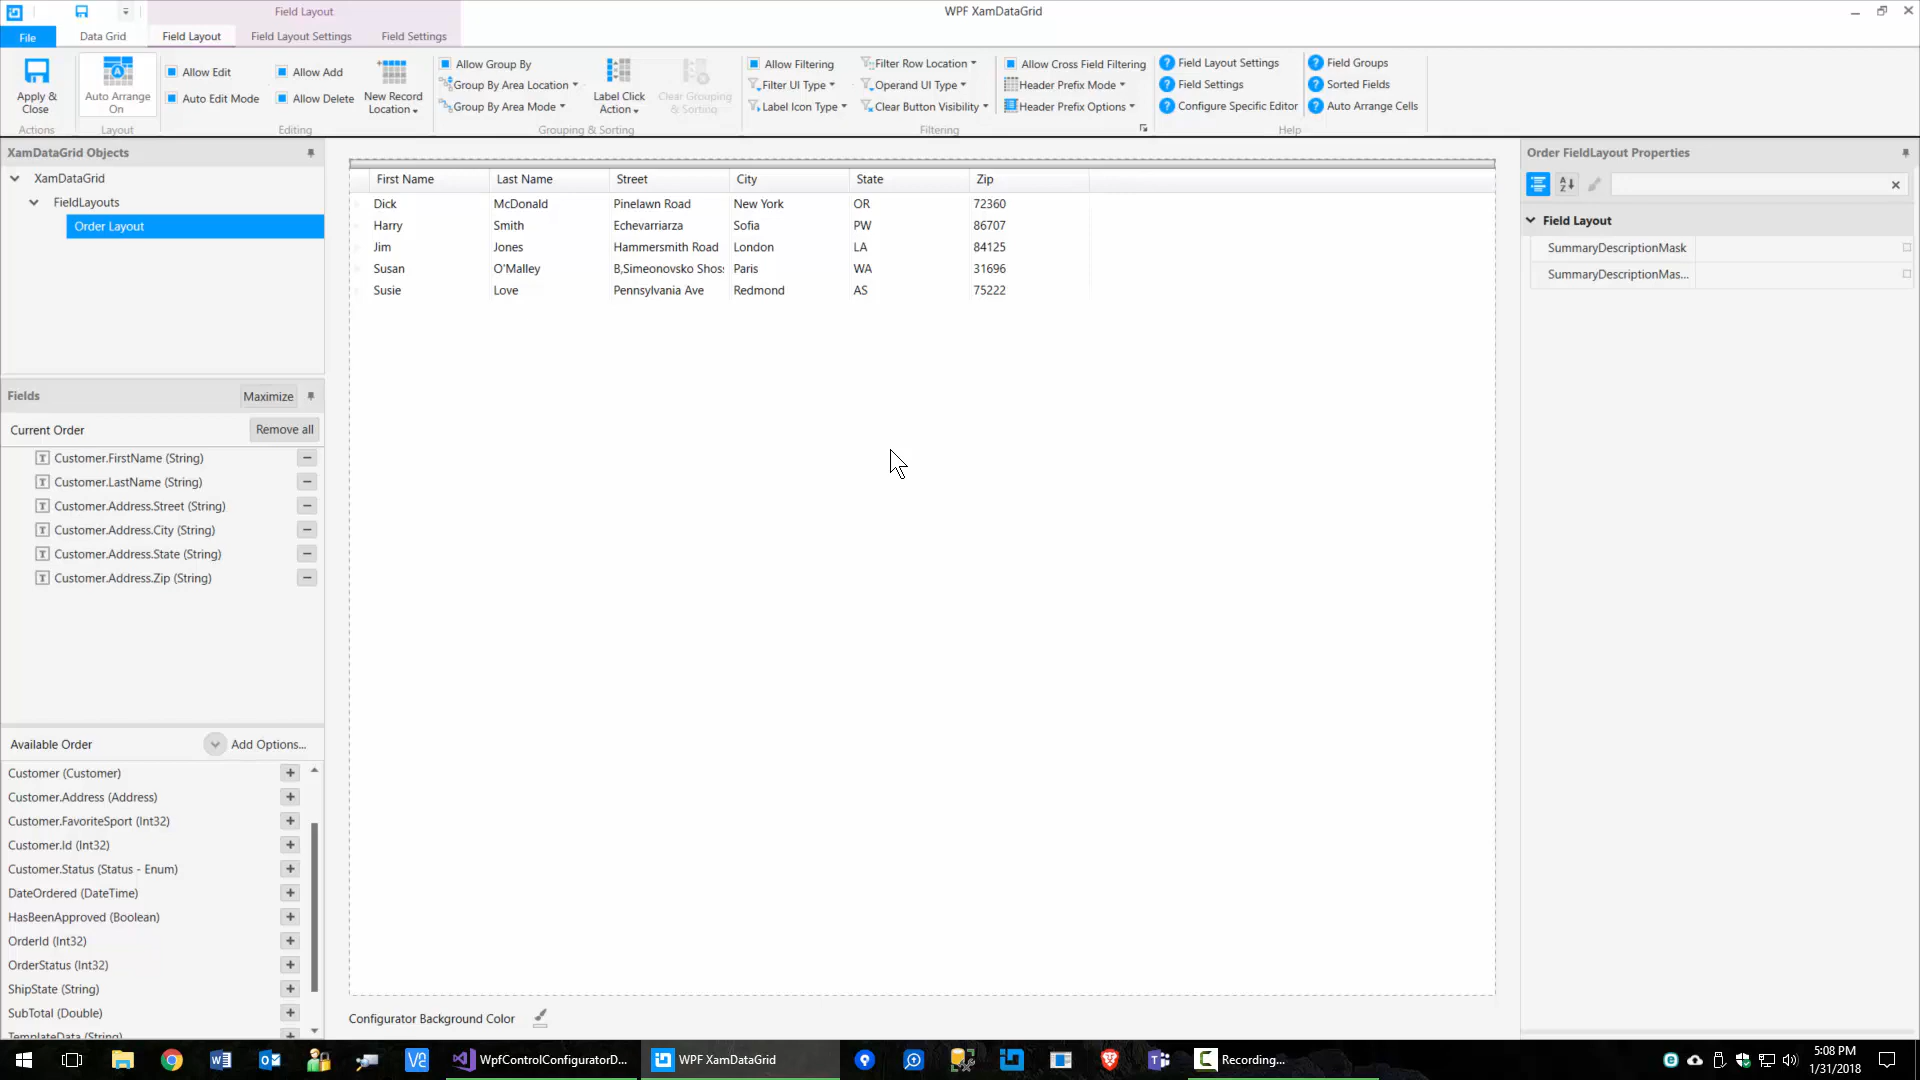 Field Layout
WPF XamDataGrid
File
Data Grid
Field Layout
Field Layout Settings
Field Settings
Apply &
Close
Actions
Auto Arrange
On
Layout
Allow Edit
Auto Edit Mode
Allow Add
Allow Delete
New Record
Location
Editing
Allow Group By
Group By Area Location
Group By Area Mode
Label Click
Action
Clear Grouping
& Sorting
Grouping & Sorting
Allow Filtering
Filter UI Type
Label Icon Type
Filter Row Location
Operand UI Type
Clear Button Visibility
Filtering
Allow Cross Field Filtering
Header Prefix Mode
Header Prefix Options
Field Layout Settings
Field Settings
Configure Specific Editor
Field Groups
Sorted Fields
Auto Arrange Cells
Help
XamDataGrid Objects
XamDataGrid
FieldLayouts
Order Layout
Fields
Maximize
Current Order
Remove all
Customer.FirstName (String)
Customer.LastName (String)
Customer.Address.Street (String)
Customer.Address.City (String)
Customer.Address.State (String)
Customer.Address.Zip (String)
Available Order
Add Options...
Customer (Customer)
Customer.Address (Address)
Customer.FavoriteSport (Int32)
Customer.Id (Int32)
Customer.Status (Status - Enum)
DateOrdered (DateTime)
HasBeenApproved (Boolean)
OrderId (Int32)
OrderStatus (Int32)
ShipState (String)
SubTotal (Double)
TemplateData (String)
First Name Last Name Street City State Zip
Dick McDonald Pinelawn Road New York OR 72360
Harry Smith Echevarriarza Sofia PW 86707
Jim Jones Hammersmith Road London LA 84125
Susan O'Malley B,Simeonovsko Shos: Paris WA 31696
Susie Love Pennsylvania Ave Redmond AS 75222
Configurator Background Color
Order FieldLayout Properties
Field Layout
SummaryDescriptionMask
SummaryDescriptionMas...
WpfControlConfiguratorD...
WPF XamDataGrid
Recording...
5:08 PM
1/31/2018